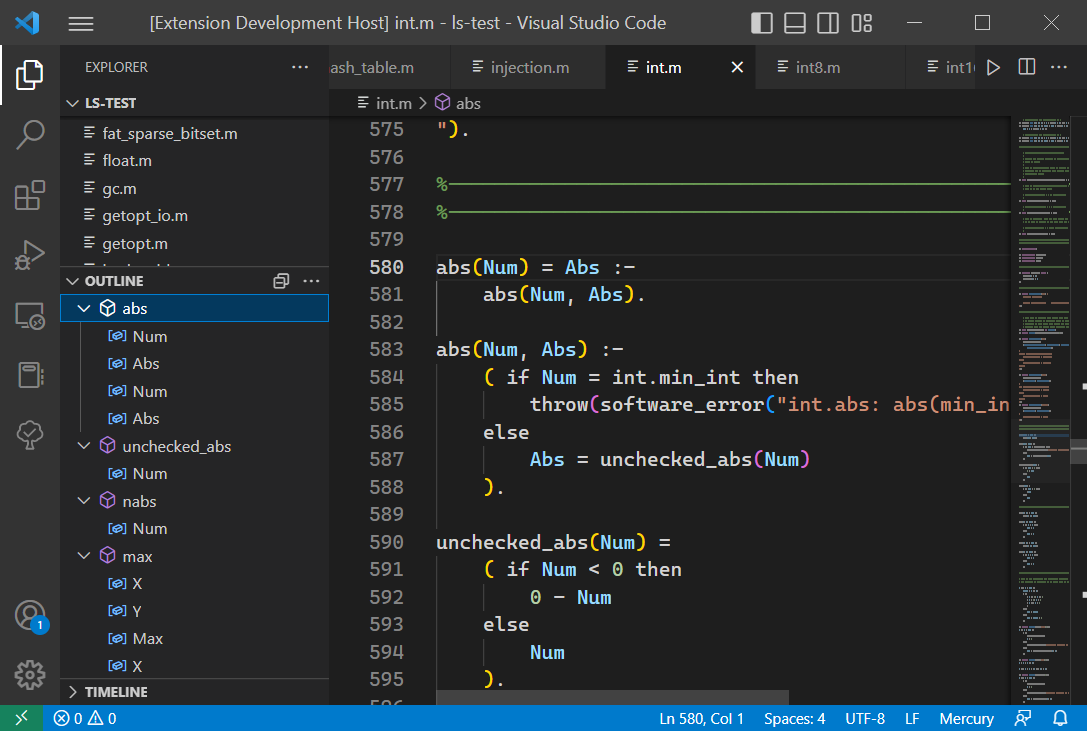 [Extension Development Host] int.m - ls-test - Visual Studio Code
EXPLORER
LS-TEST
fat_sparse_bitset.m
float.m
gc.m
getopt_io.m
getopt.m
OUTLINE
abs
Num
Abs
Num
Abs
unchecked_abs
Num
nabs
Num
max
X
Y
Max
X
TIMELINE
1
ash_table.m injection.m int.m int8.m int1
int.m > abs
575 ").
576
577 %
578 %
579
580 abs(Num) = Abs :-
581 abs(Num, Abs).
582
583 abs(Num, Abs) :-
584 ( if Num = int.min_int then
585 throw(software_error("int.abs: abs(min_in
586 else
587 Abs = unchecked_abs(Num)
588 ).
589
590 unchecked_abs(Num) =
591 ( if Num < 0 then
592 0 - Num
593 else
594 Num
595 ).
0 0 Ln 580, Col 1 Spaces: 4 UTF-8 LF Mercury